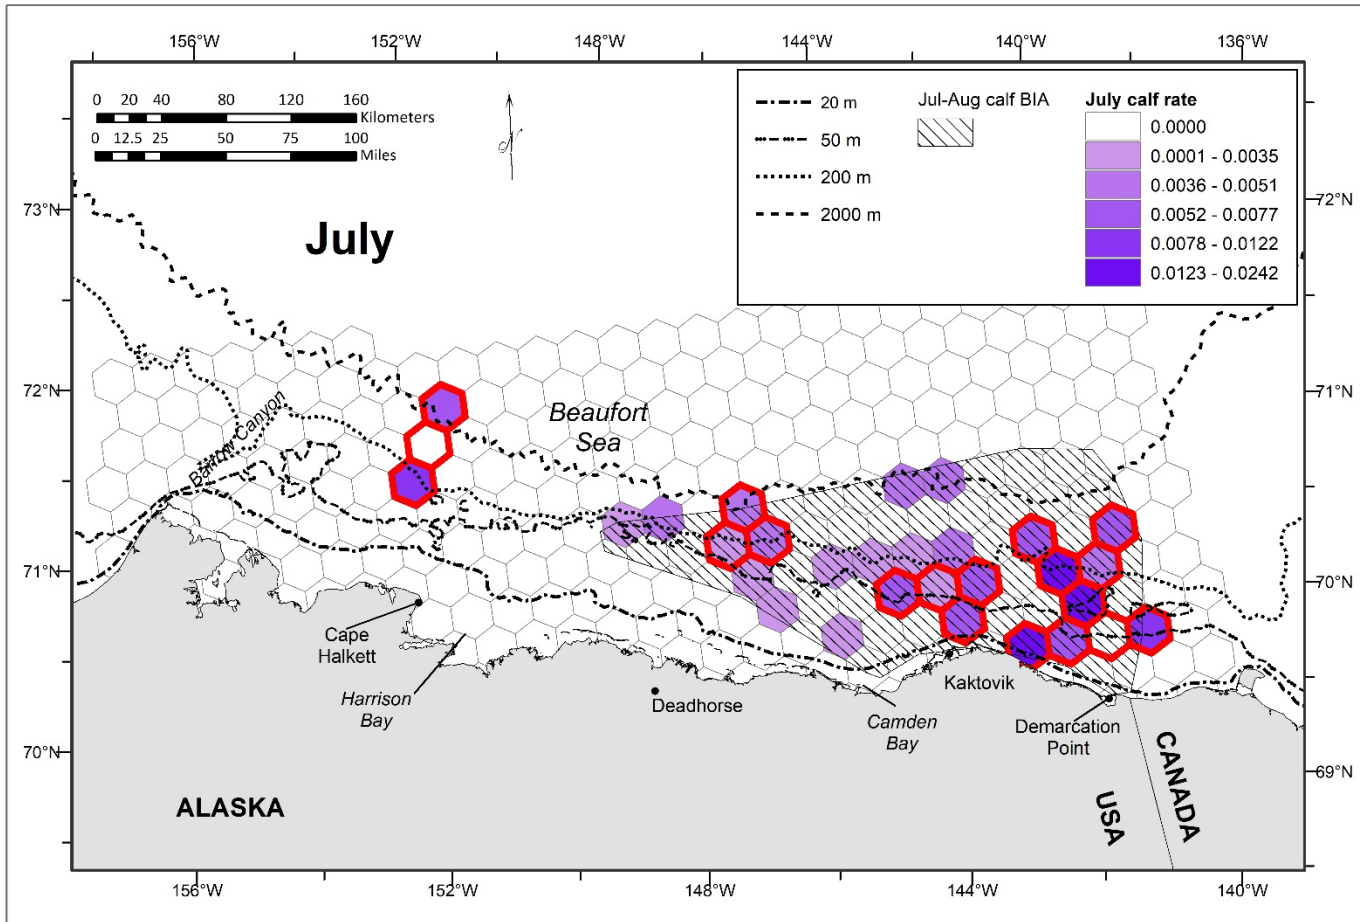 156°W 152°W 148°W 144°W 140°W 136°W
0 20 40 80 120 160
Kilometers
0 12.5 25 50 75 100
Miles
N
20 m
50 m
200 m
2000 m
Jul-Aug calf BIA
July calf rate
0.0000
0.0001 - 0.0035
0.0036 - 0.0051
0.0052 - 0.0077
0.0078 - 0.0122
0.0123 - 0.0242
73°N
72°N
July
72°N
71°N
Beaufort
Sea
Barrow Canyon
71°N
70°N
Cape
Halkett
Harrison
Bay
Deadhorse
Kaktovik
Camden
Bay
Demarcation
Point
70°N
69°N
ALASKA
USA
CANADA
156°W 152°W 148°W 144°W 140°W